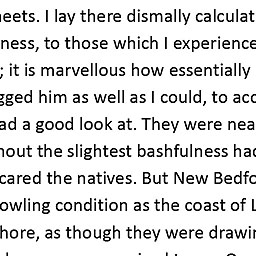 eets. I lay there dismally calculat
ness, to those which I experience
; it is marvellous how essentially
gged him as well as I could, to acc
ad a good look at. They were nea
out the slightest bashfulness had
cared the natives. But New Bedfo
owling condition as the coast of L
hore, as though they were drawin